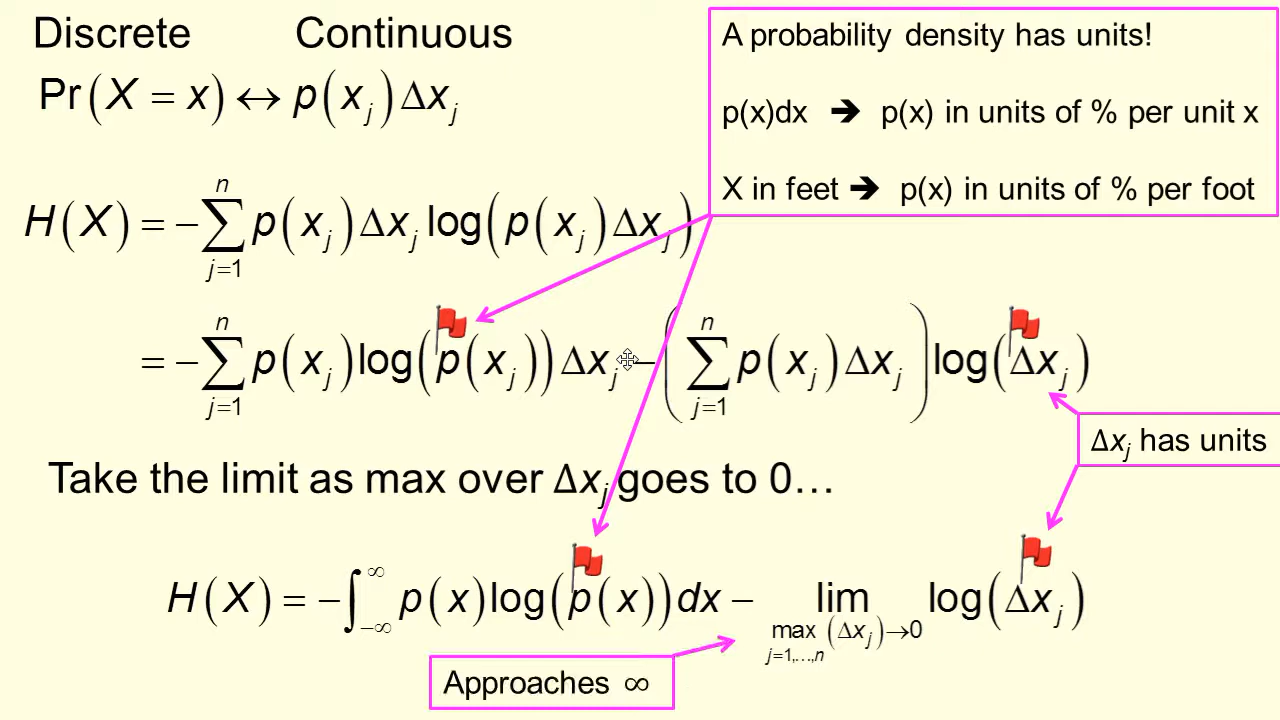 Discrete Continuous
Pr(X = x) ↔ p(x_j)Δx_j
A probability density has units!
p(x)dx ➔ p(x) in units of % per unit x
X in feet ➔ p(x) in units of % per foot
H(X) = −∑_{j=1}^{n} p(x_j)Δx_j log(p(x_j)Δx_j)
= −∑_{j=1}^{n} p(x_j)log(p(x_j))Δx_j − (∑_{j=1}^{n} p(x_j)Δx_j)log(Δx_j)
Δx_j has units
Take the limit as max over Δx_j goes to 0…
H(X) = −∫_{−∞}^{∞} p(x)log(p(x))dx − lim_{max_{j=1,…,n}(Δx_j)→0} log(Δx_j)
Approaches ∞